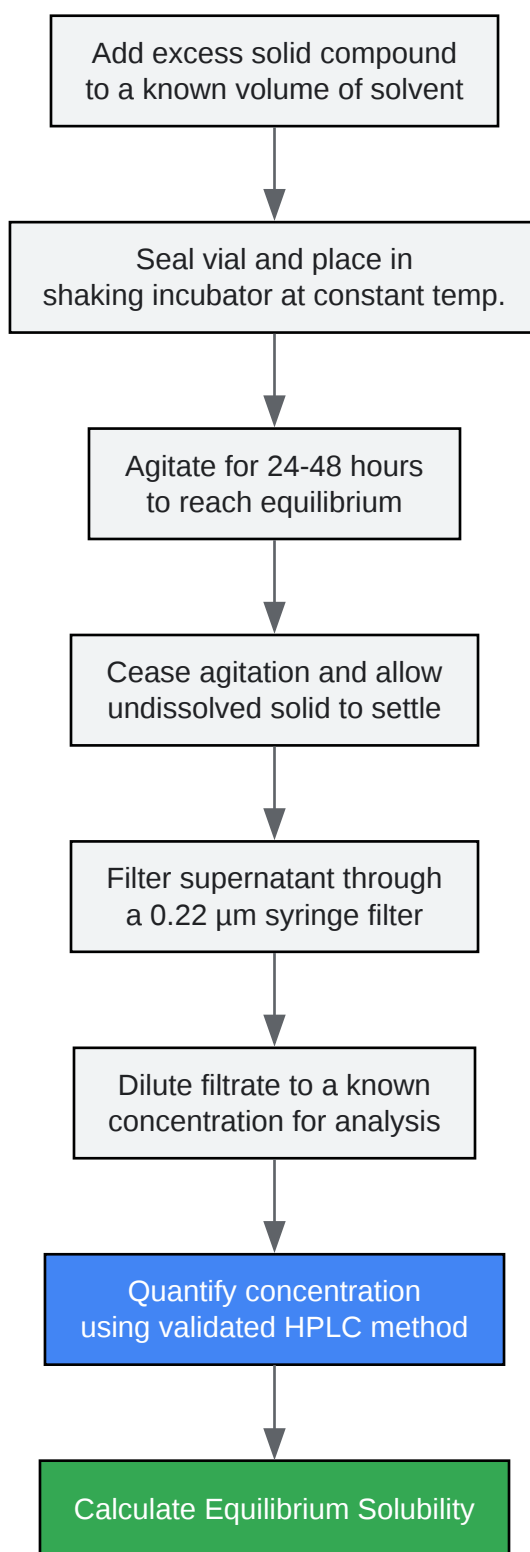 Add excess solid compound
to a known volume of solvent
Seal vial and place in
shaking incubator at constant temp.
Agitate for 24-48 hours
to reach equilibrium
Cease agitation and allow
undissolved solid to settle
Filter supernatant through
a 0.22 µm syringe filter
Dilute filtrate to a known
concentration for analysis
Quantify concentration
using validated HPLC method
Calculate Equilibrium Solubility